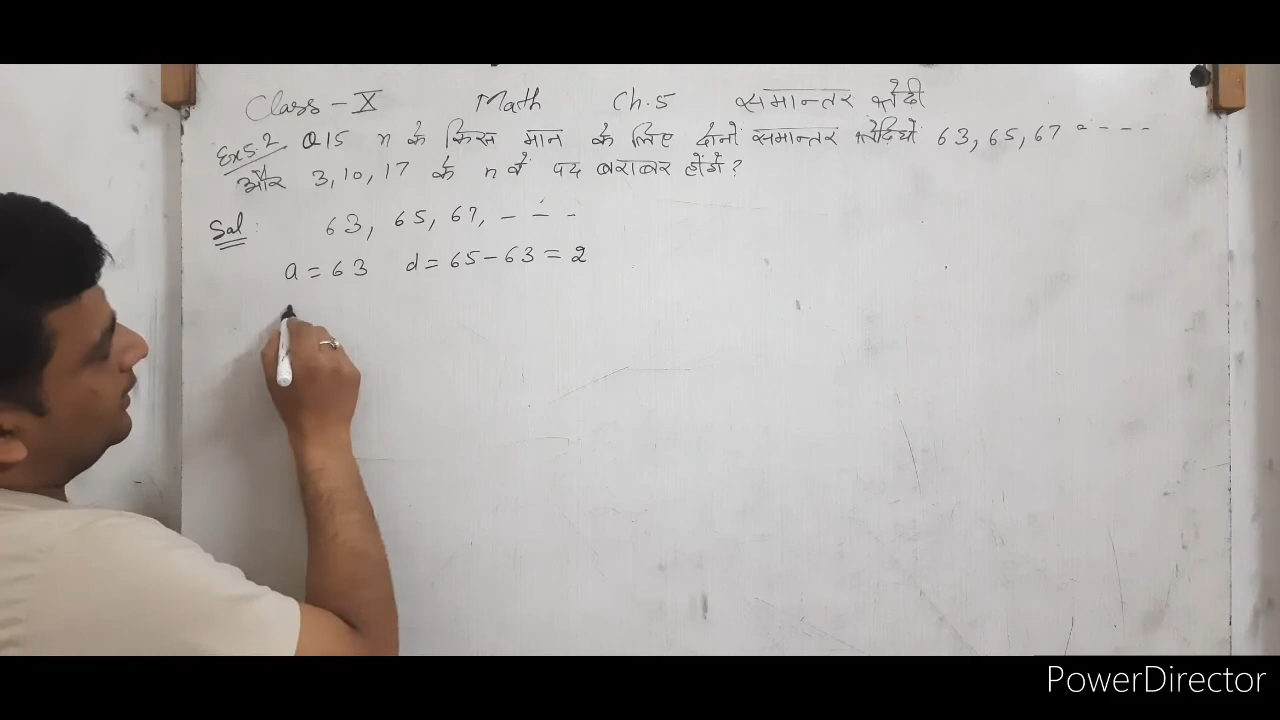 Class - X Math Ch.5 समान्तर श्रेढी
Ex 5.2 Q15 n के किस मान के लिए दोनों समान्तर श्रेढियों 63, 65, 67 - - - -
और 3, 10, 17 के n वें पद बराबर होंगे?
Sol: 63, 65, 67, - - -
a = 63 d = 65 - 63 = 2
PowerDirector